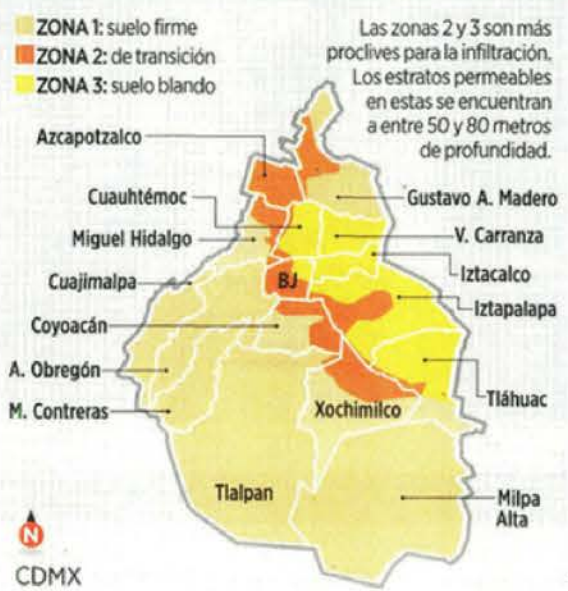 ZONA 1: suelo firme
ZONA 2: de transición
ZONA 3: suelo blando
Las zonas 2 y 3 son más
proclives para la infiltración.
Los estratos permeables
en estas se encuentran
a entre 50 y 80 metros
de profundidad.
Azcapotzalco
Cuauhtémoc
Gustavo A. Madero
Miguel Hidalgo
V. Carranza
Iztacalco
Cuajimalpa
BJ
Iztapalapa
Coyoacán
A. Obregón
Tláhuac
M. Contreras
Xochimilco
Tlalpan
Milpa
Alta
N
CDMX